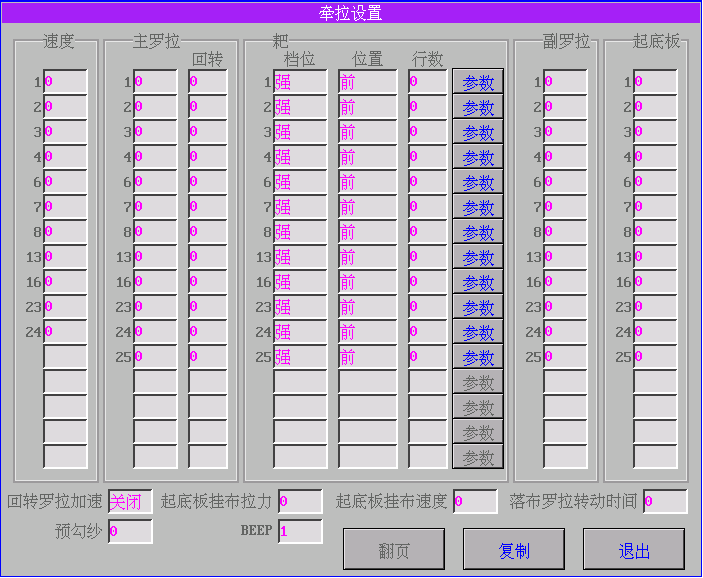 牵拉设置
速度 主罗拉 耙 副罗拉 起底板
回转 档位 位置 行数
1 0 1 0 0 1 强 前 0 参数 1 0 1 0
2 0 2 0 0 2 强 前 0 参数 2 0 2 0
3 0 3 0 0 3 强 前 0 参数 3 0 3 0
4 0 4 0 0 4 强 前 0 参数 4 0 4 0
6 0 6 0 0 6 强 前 0 参数 6 0 6 0
7 0 7 0 0 7 强 前 0 参数 7 0 7 0
8 0 8 0 0 8 强 前 0 参数 8 0 8 0
13 0 13 0 0 13 强 前 0 参数 13 0 13 0
16 0 16 0 0 16 强 前 0 参数 16 0 16 0
23 0 23 0 0 23 强 前 0 参数 23 0 23 0
24 0 24 0 0 24 强 前 0 参数 24 0 24 0
25 0 0 25 强 前 0 参数 25 0 25 0
参数
参数
参数
参数
回转罗拉加速 关闭 起底板挂布拉力 0 起底板挂布速度 0 落布罗拉转动时间 0
预勾纱 0 BEEP 1 翻页 复制 退出